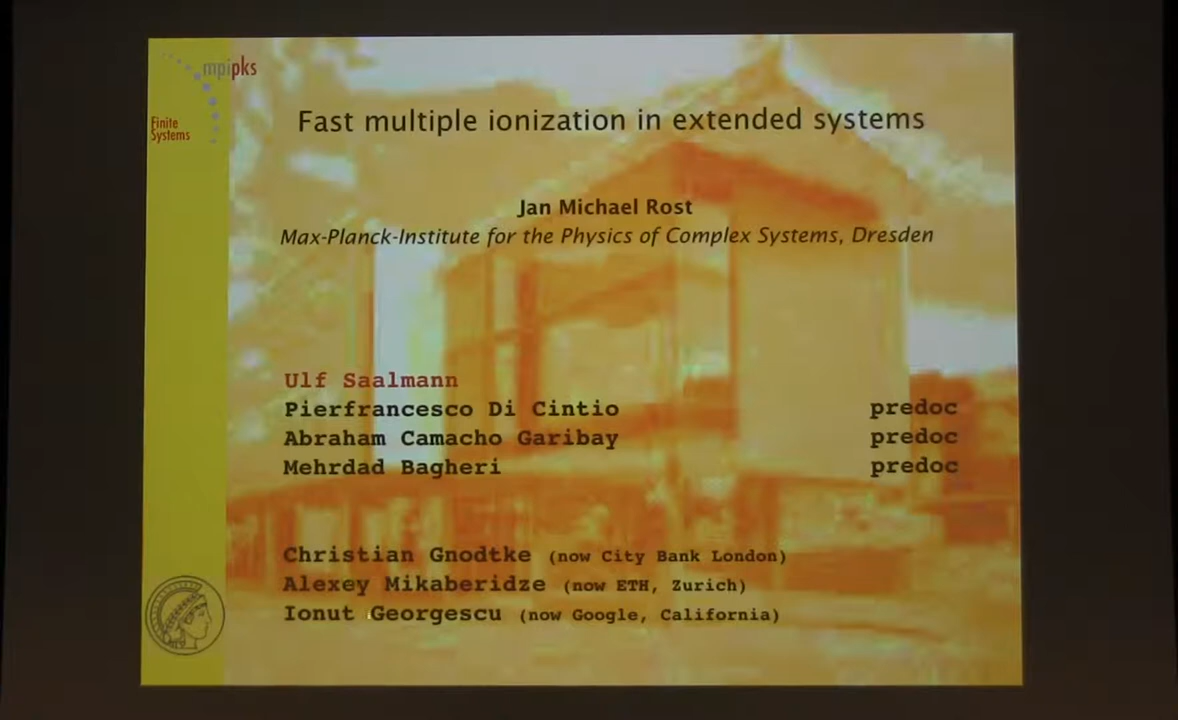 mpipks
Finite
Systems
Fast multiple ionization in extended systems
Jan Michael Rost
Max-Planck-Institute for the Physics of Complex Systems, Dresden
Ulf Saalmann
Pierfrancesco Di Cintio predoc
Abraham Camacho Garibay predoc
Mehrdad Bagheri predoc
Christian Gnodtke (now City Bank London)
Alexey Mikaberidze (now ETH, Zurich)
Ionut Georgescu (now Google, California)